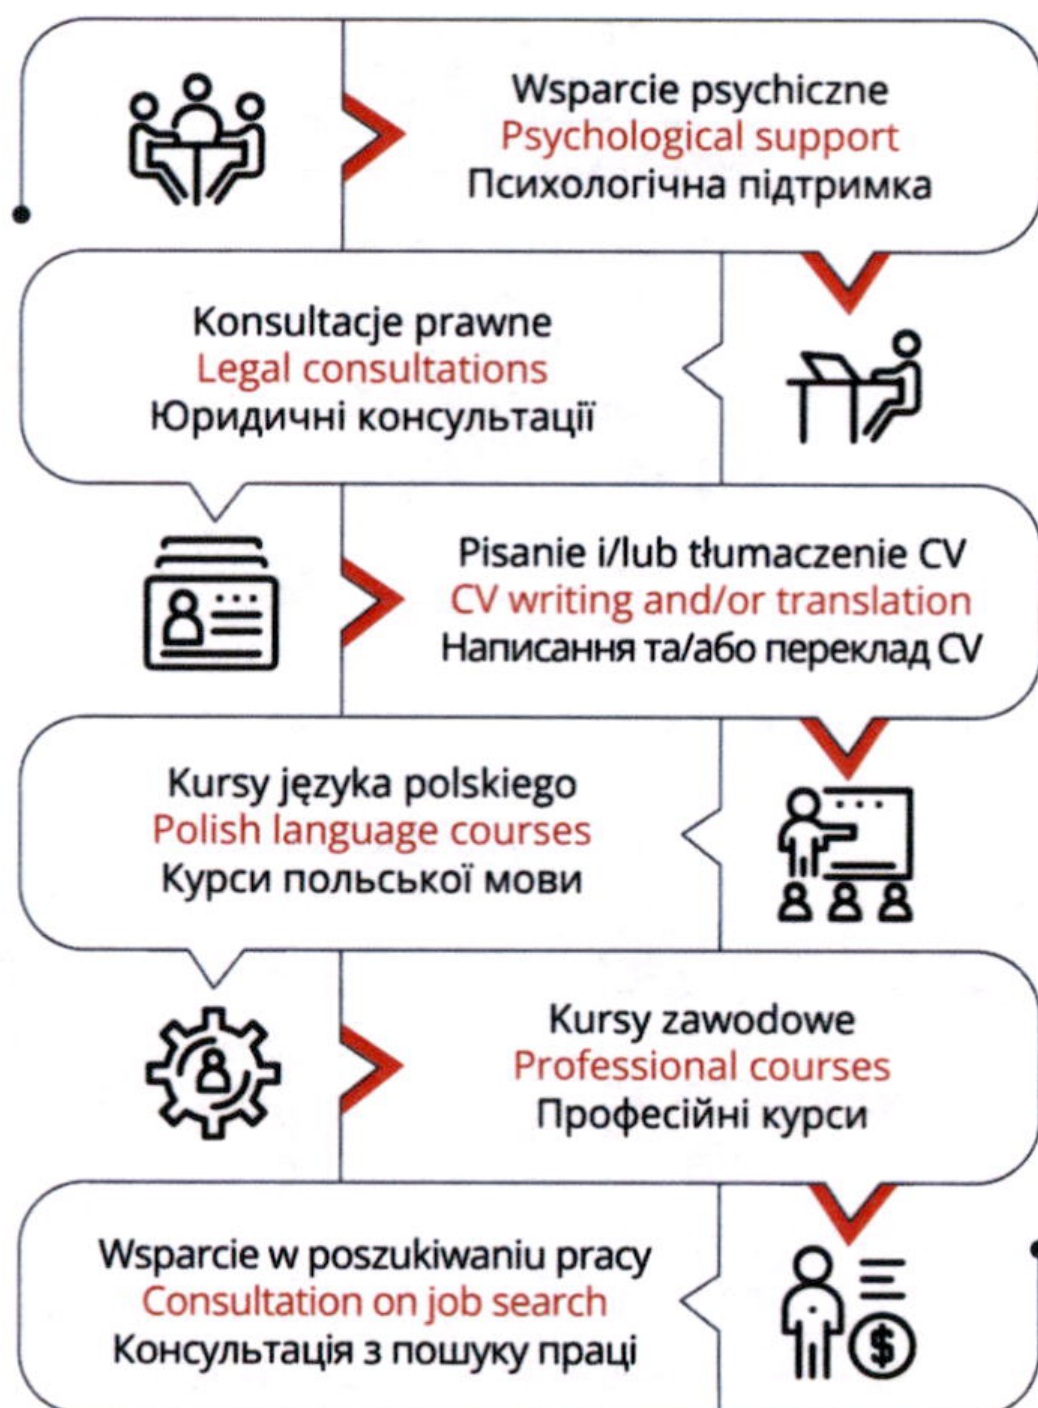 Wsparcie psychiczne
Psychological support
Психологічна підтримка
Konsultacje prawne
Legal consultations
Юридичні консультації
Pisanie i/lub tłumaczenie CV
CV writing and/or translation
Написання та/або переклад CV
Kursy języka polskiego
Polish language courses
Курси польської мови
Kursy zawodowe
Professional courses
Професійні курси
Wsparcie w poszukiwaniu pracy
Consultation on job search
Консультація з пошуку праці
$